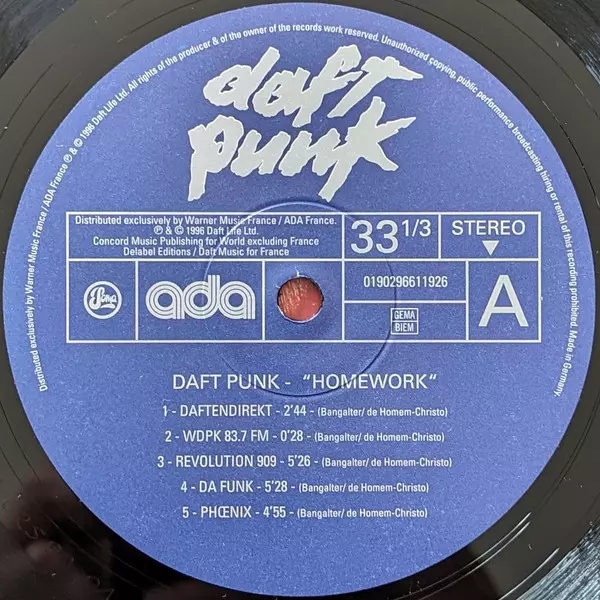 Distributed exclusively by Warner Music France / ADA France ℗ & © 1996 Daft Life Ltd. All rights of the producer & of the owner of the records work reserved. Unauthorized copying, public performance broadcasting hiring or rental of this recording prohibited. Made in Germany.
daft
punk
Distributed exclusively by Warner Music France / ADA France.
℗ & © 1996 Daft Life Ltd.
Concord Music Publishing for World excluding France
Delabel Editions / Daft Music for France
33 1/3
STEREO
Soma
ada
0190296611926
GEMA
BIEM
A
DAFT PUNK - "HOMEWORK"
1 - DAFTENDIREKT - 2'44 - (Bangalter/ de Homem-Christo)
2 - WDPK 83.7 FM - 0'28 - (Bangalter/ de Homem-Christo)
3 - REVOLUTION 909 - 5'26 - (Bangalter/ de Homem-Christo)
4 - DA FUNK - 5'28 - (Bangalter/ de Homem-Christo)
5 - PHŒNIX - 4'55 - (Bangalter/ de Homem-Christo)